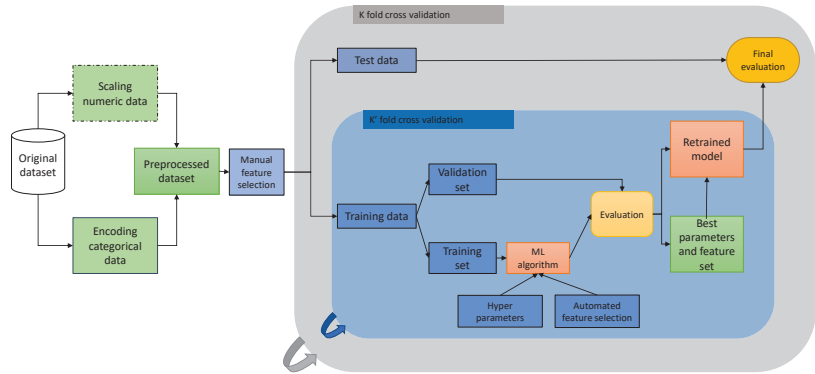 K fold cross validation
Test data
Final
evaluation
Scaling
numeric data
K' fold cross validation
Original
dataset
Preprocessed
dataset
Manual
feature
selection
Validation
set
Retrained
model
Training data
Evaluation
Encoding
categorical
data
Training
set
ML
algorithm
Best
parameters
and feature
set
Hyper
parameters
Automated
feature selection